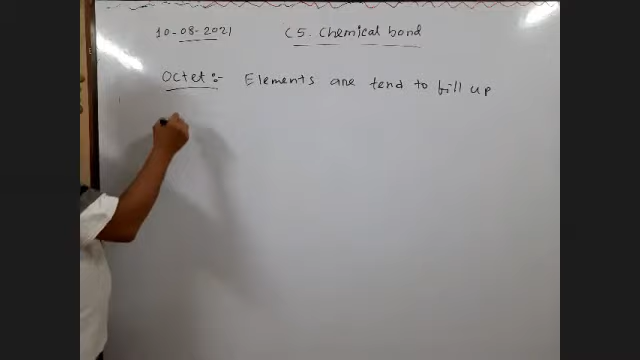 10-08-2021
C5. Chemical bond
Octet :- Elements are tend to fill up